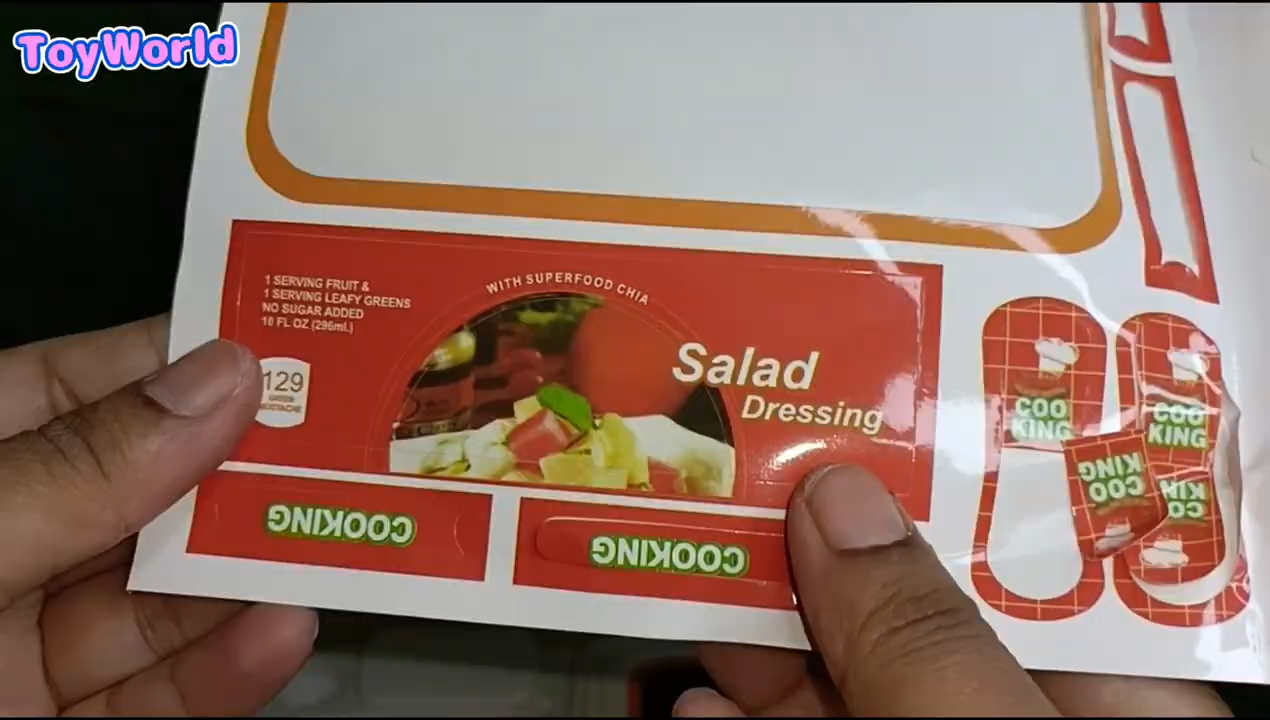 ToyWorld
1 SERVING FRUIT &
1 SERVING LEAFY GREENS
NO SUGAR ADDED
10 FL OZ.(296ml.)
129
GREEN
WITH SUPERFOOD CHIA
Salad
Dressing
COOKING
COOKING
COO
KING
COO
KING
COO
KING